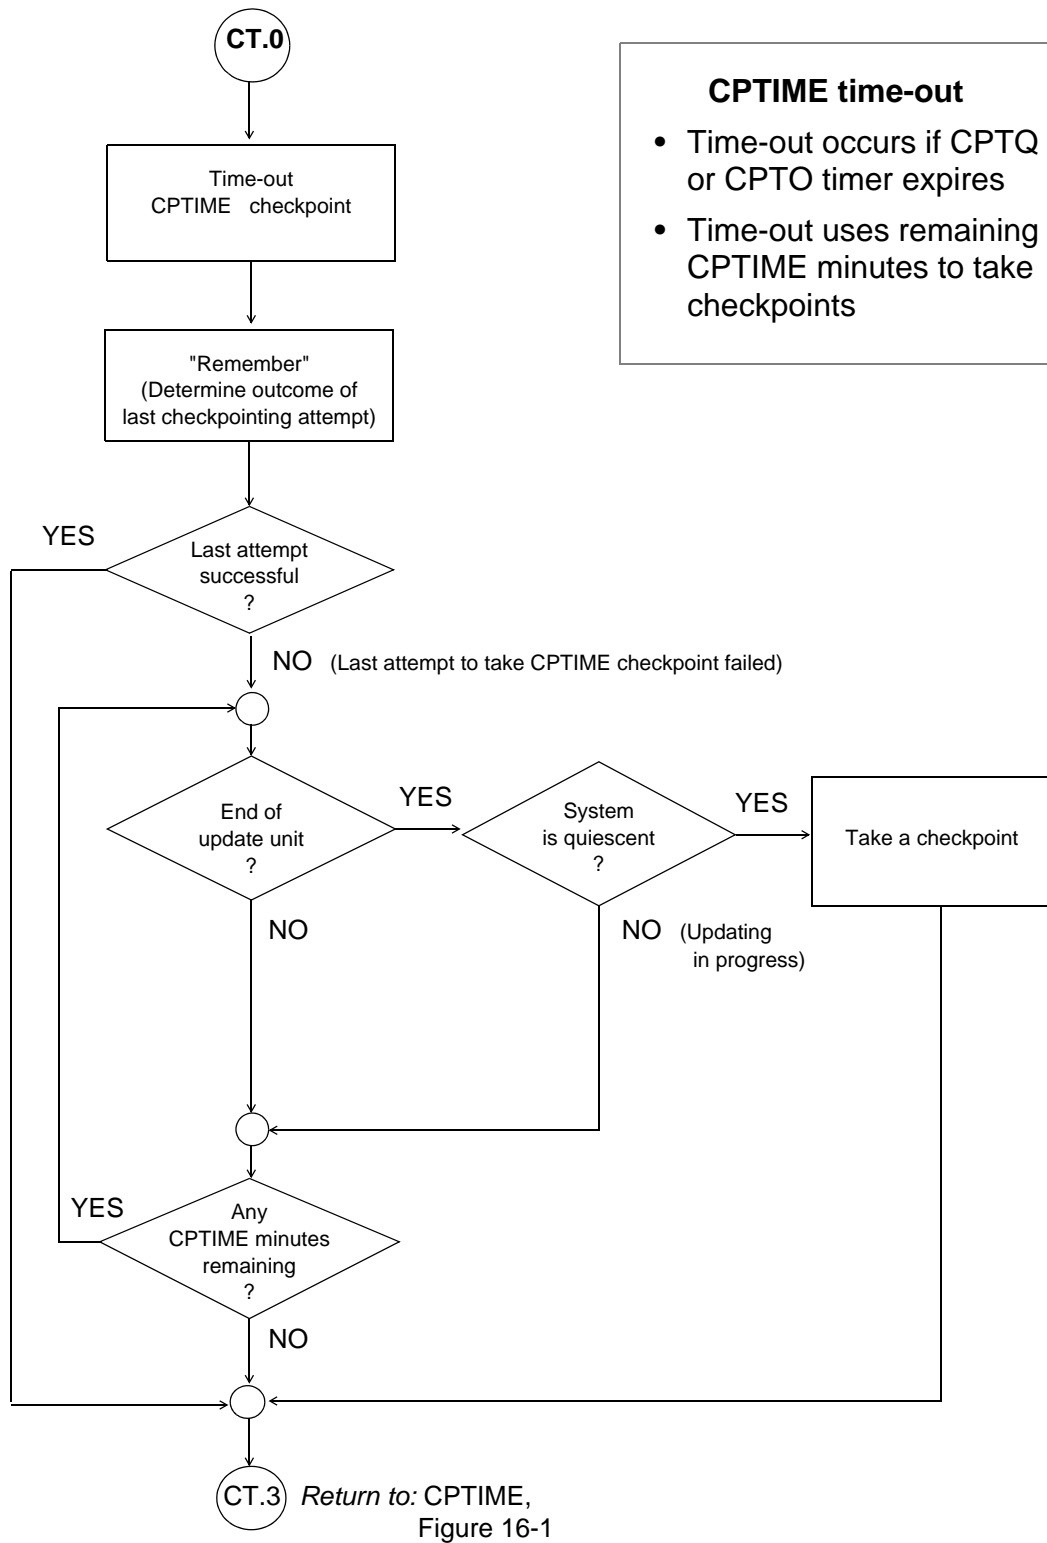 CT.0
CPTIME time-out
• Time-out occurs if CPTQ
or CPTO timer expires
• Time-out uses remaining
CPTIME minutes to take
checkpoints
Time-out
CPTIME checkpoint
"Remember"
(Determine outcome of
last checkpointing attempt)
YES
Last attempt
successful
?
NO (Last attempt to take CPTIME checkpoint failed)
End of
update unit
?
YES
System
is quiescent
?
YES
Take a checkpoint
NO
NO (Updating
in progress)
YES
Any
CPTIME minutes
remaining
?
NO
CT.3
Return to: CPTIME,
Figure 16-1